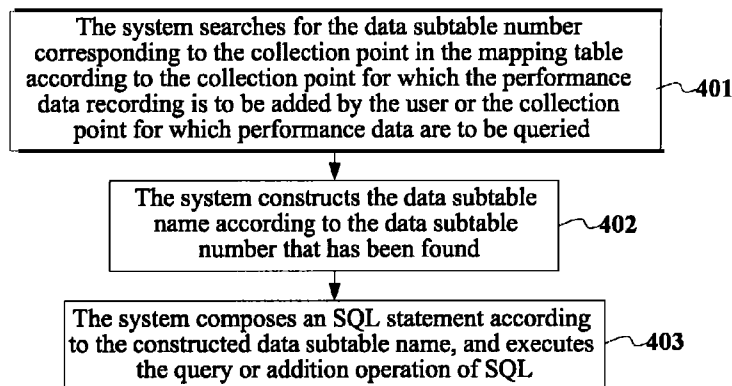 The system searches for the data subtable number
corresponding to the collection point in the mapping table
according to the collection point for which the performance
data recording is to be added by the user or the collection
point for which performance data are to be queried
401
The system constructs the data subtable
name according to the data subtable
number that has been found
402
The system composes an SQL statement according
to the constructed data subtable name, and executes
the query or addition operation of SQL
403